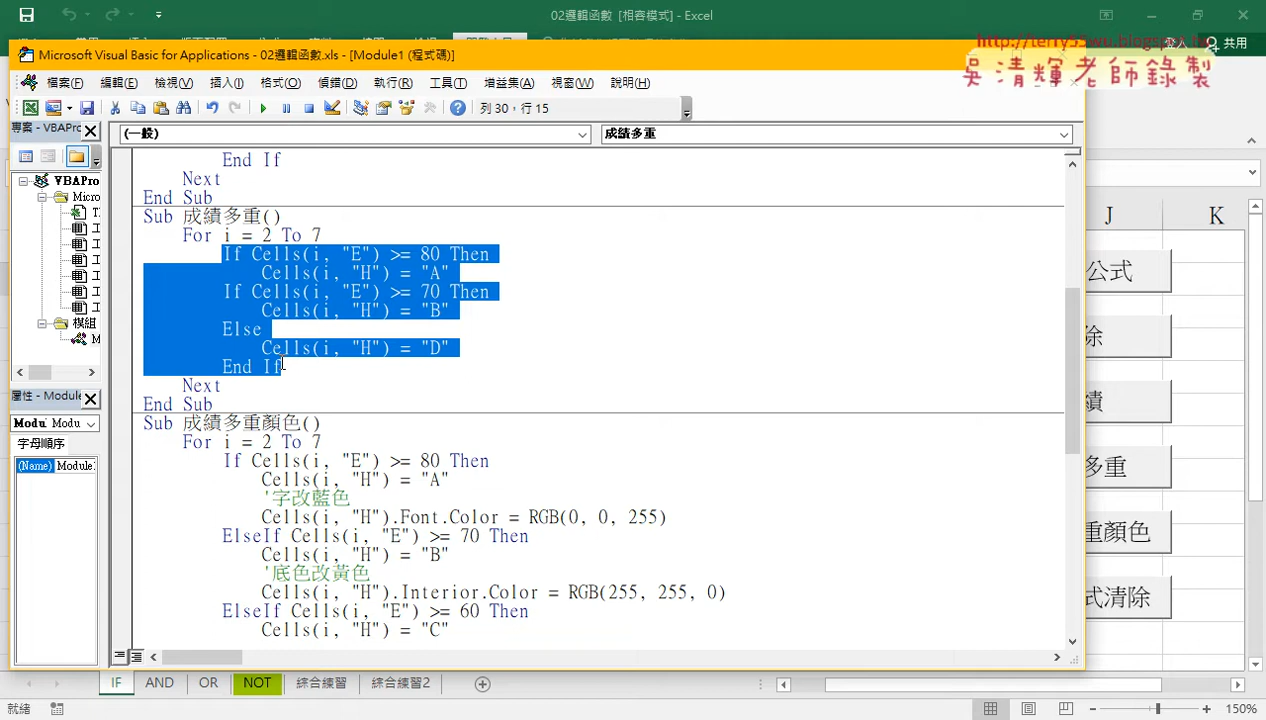 02邏輯函數 [相容模式] - Excel
http://terry55wu.blogspot.tw
登入 共用
吳清輝老師錄製
Microsoft Visual Basic for Applications - 02邏輯函數.xls - [Module1 (程式碼)]
檔案(F) 編輯(E) 檢視(V) 插入(I) 格式(O) 偵錯(D) 執行(R) 工具(T) 增益集(A) 視窗(W) 說明(H)
列 30，行 15
專案 - VBAPro
(一般) 成績多重
VBAPro
Micro
模組
End If
Next
End Sub
Sub 成績多重()
For i = 2 To 7
If Cells(i, "E") >= 80 Then
Cells(i, "H") = "A"
If Cells(i, "E") >= 70 Then
Cells(i, "H") = "B"
Else
Cells(i, "H") = "D"
End If
Next
End Sub
Sub 成績多重顏色()
For i = 2 To 7
If Cells(i, "E") >= 80 Then
Cells(i, "H") = "A"
'字改藍色
Cells(i, "H").Font.Color = RGB(0, 0, 255)
ElseIf Cells(i, "E") >= 70 Then
Cells(i, "H") = "B"
'底色改黃色
Cells(i, "H").Interior.Color = RGB(255, 255, 0)
ElseIf Cells(i, "E") >= 60 Then
Cells(i, "H") = "C"
屬性 - Module
Modu Modu
字母順序
(Name) Module
J K
公式
除
績
多重
重顏色
式清除
IF AND OR NOT 綜合練習 綜合練習2
就緒
150%